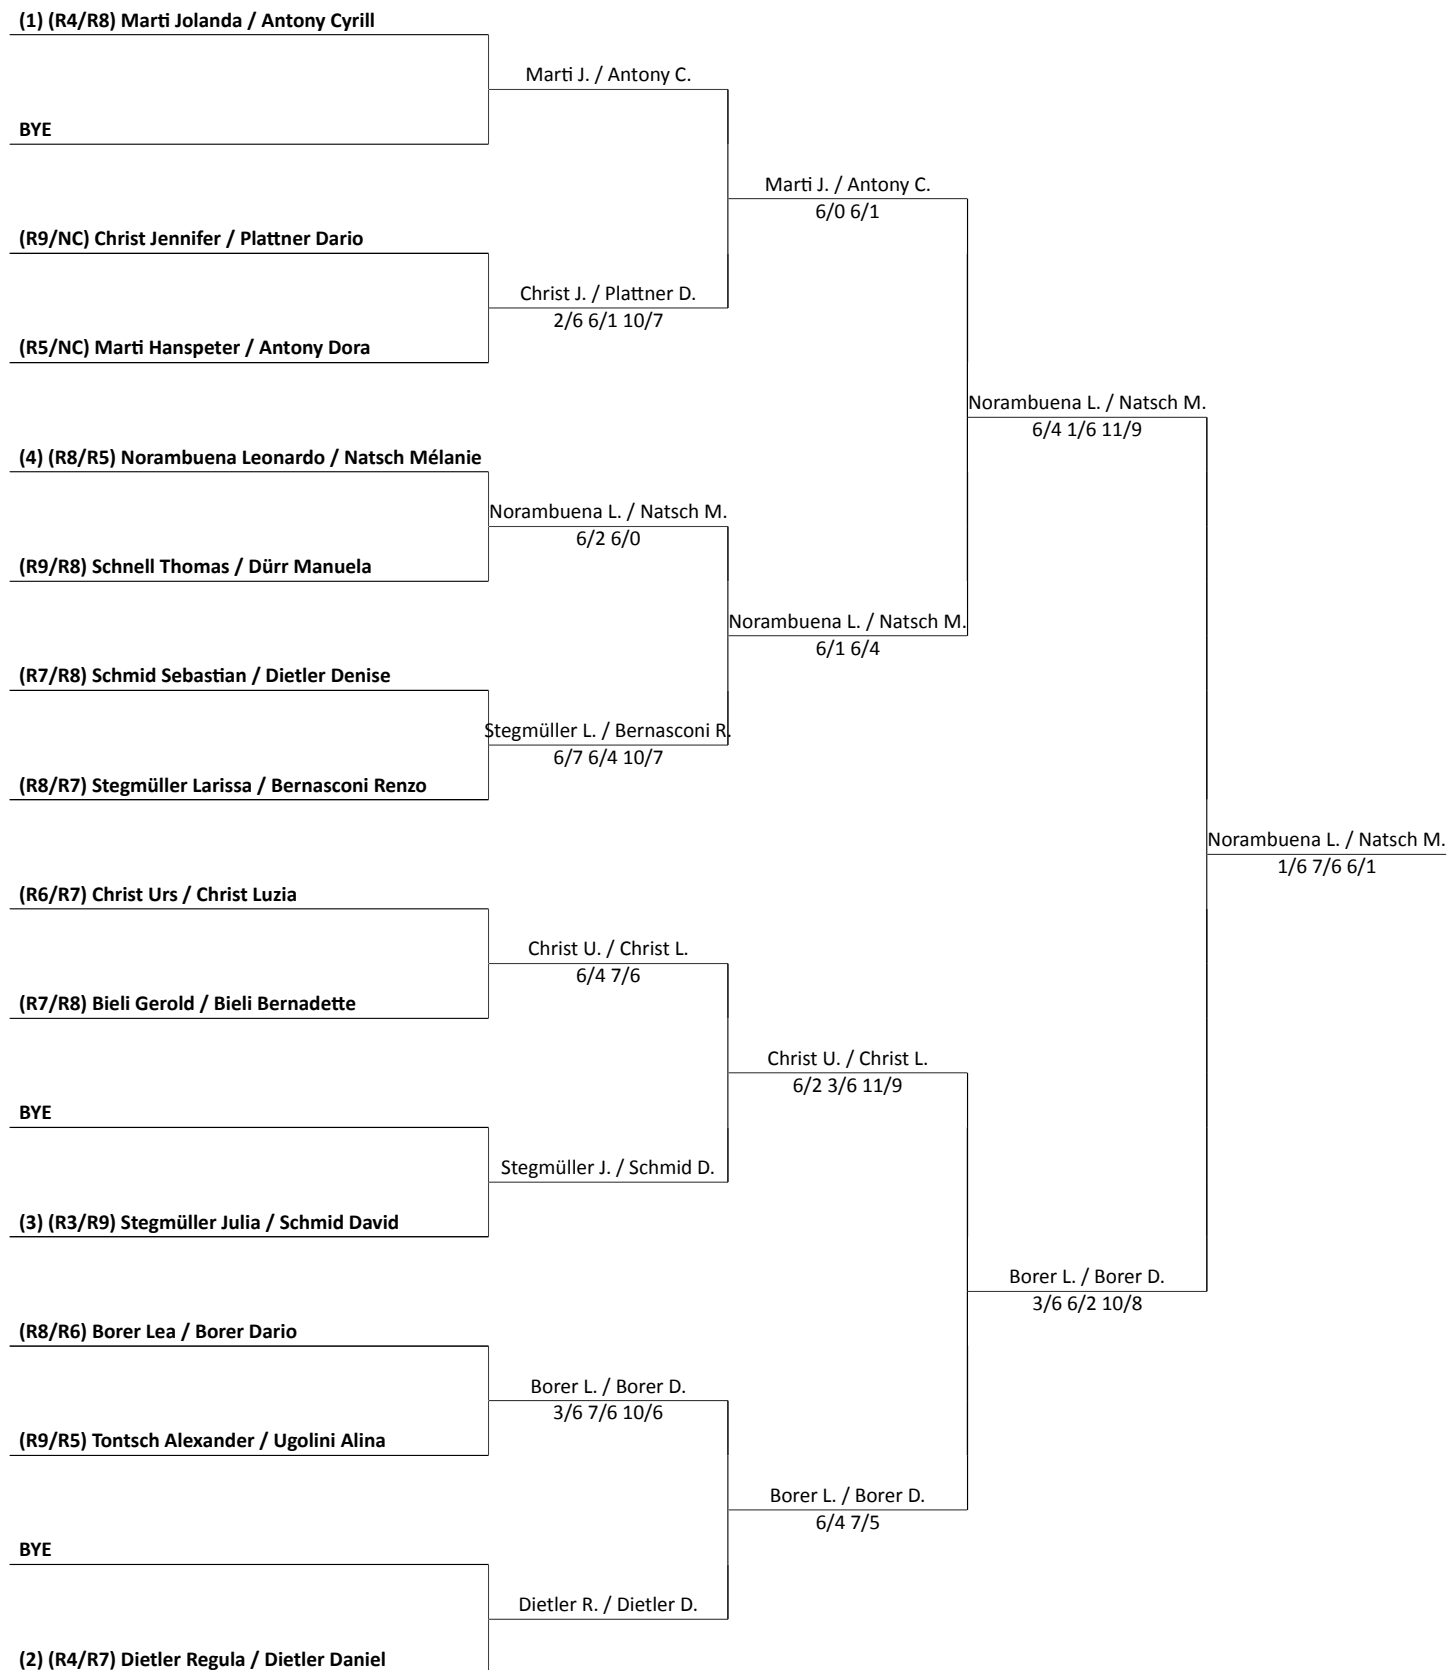 (1) (R4/R8) Marti Jolanda / Antony Cyrill
Marti J. / Antony C.
BYE
Marti J. / Antony C.
6/0 6/1
(R9/NC) Christ Jennifer / Plattner Dario
Christ J. / Plattner D.
2/6 6/1 10/7
(R5/NC) Marti Hanspeter / Antony Dora
Norambuena L. / Natsch M.
6/4 1/6 11/9
(4) (R8/R5) Norambuena Leonardo / Natsch Mélanie
Norambuena L. / Natsch M.
6/2 6/0
(R9/R8) Schnell Thomas / Dürr Manuela
Norambuena L. / Natsch M.
6/1 6/4
(R7/R8) Schmid Sebastian / Dietler Denise
Stegmüller L. / Bernasconi R.
6/7 6/4 10/7
(R8/R7) Stegmüller Larissa / Bernasconi Renzo
Norambuena L. / Natsch M.
1/6 7/6 6/1
(R6/R7) Christ Urs / Christ Luzia
Christ U. / Christ L.
6/4 7/6
(R7/R8) Bieli Gerold / Bieli Bernadette
Christ U. / Christ L.
6/2 3/6 11/9
BYE
Stegmüller J. / Schmid D.
(3) (R3/R9) Stegmüller Julia / Schmid David
Borer L. / Borer D.
3/6 6/2 10/8
(R8/R6) Borer Lea / Borer Dario
Borer L. / Borer D.
3/6 7/6 10/6
(R9/R5) Tontsch Alexander / Ugolini Alina
Borer L. / Borer D.
6/4 7/5
BYE
Dietler R. / Dietler D.
(2) (R4/R7) Dietler Regula / Dietler Daniel